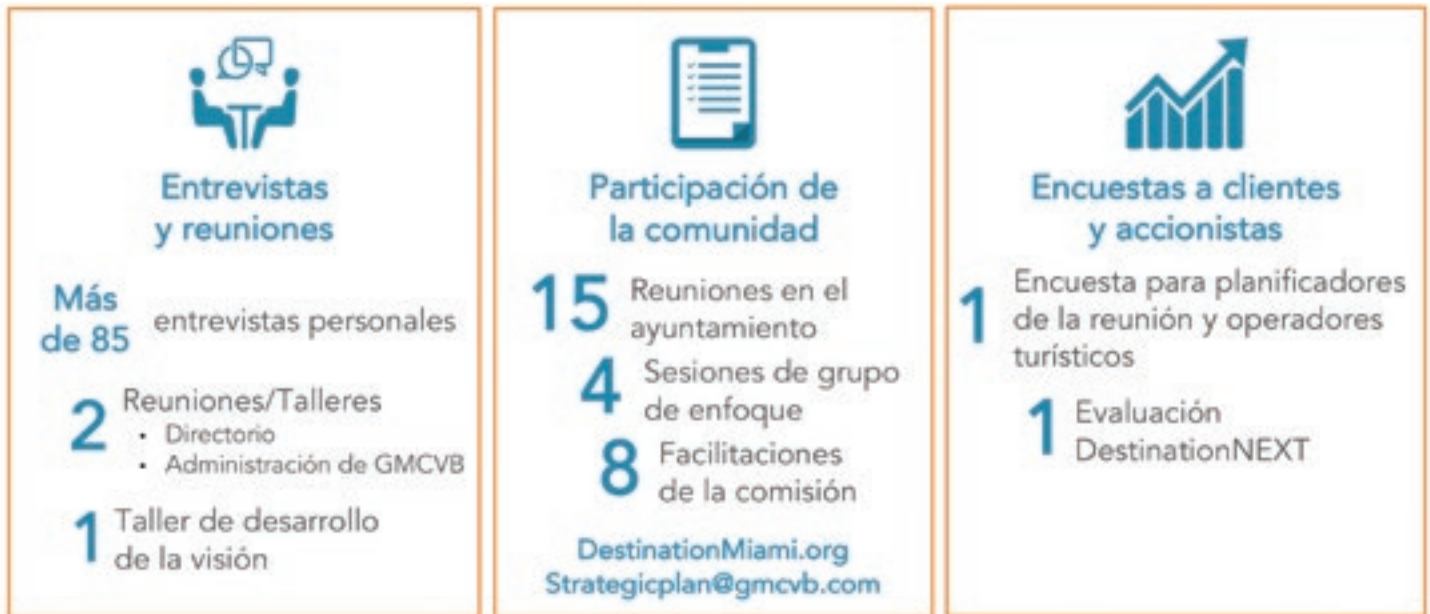 Entrevistas
y reuniones
Más
de 85
entrevistas personales
2
Reuniones/Talleres
• Directorio
• Administración de GMCVB
1
Taller de desarrollo
de la visión
Participación de
la comunidad
15
Reuniones en el
ayuntamiento
4
Sesiones de grupo
de enfoque
8
Facilitaciones
de la comisión
DestinationMiami.org
Strategicplan@gmcvb.com
Encuestas a clientes
y accionistas
1
Encuesta para planificadores
de la reunión y operadores
turísticos
1
Evaluación
DestinationNEXT